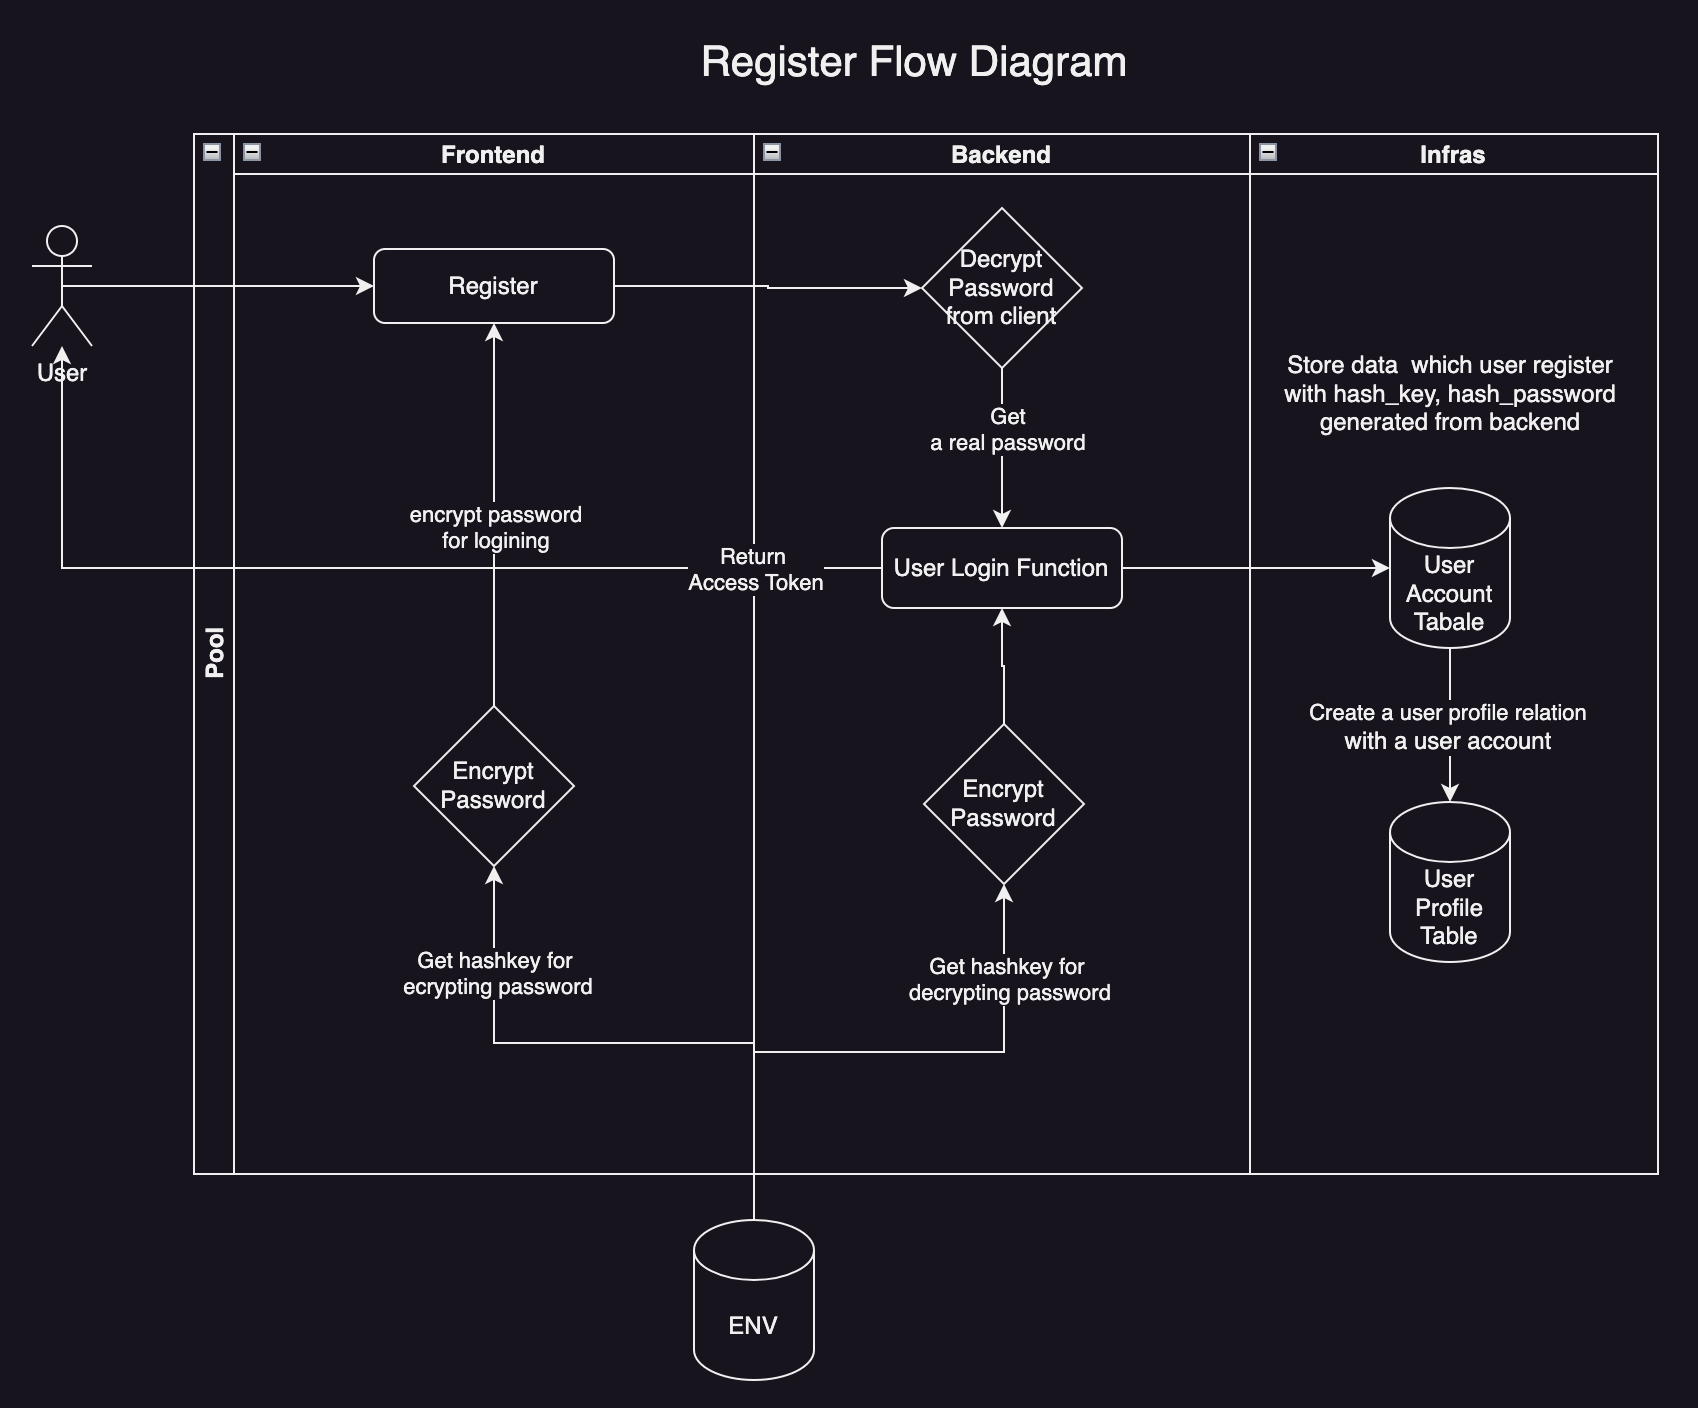 Register Flow Diagram
Frontend
Backend
Infras
Pool
User
Register
Decrypt
Password
from client
Get
a real password
Store data  which user register
with hash_key, hash_password
generated from backend
encrypt password
for logining
Return
Access Token
User Login Function
User
Account
Tabale
Create a user profile relation
with a user account
Encrypt
Password
Encrypt
Password
User
Profile
Table
Get hashkey for
ecrypting password
Get hashkey for
decrypting password
ENV